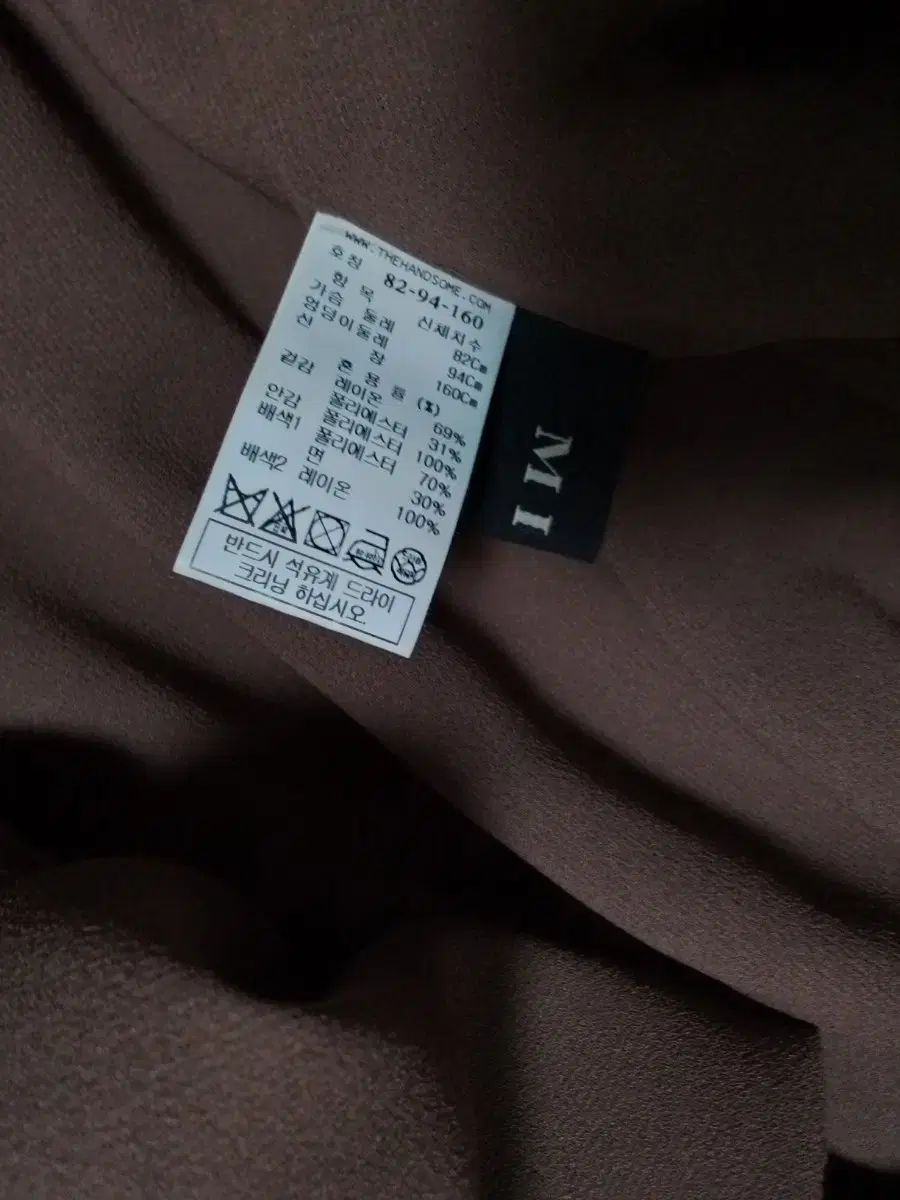 WWW.THEHANDSOME.COM
호칭 82-94-160
항 목 신체치수
가슴 둘레 82Cm
엉덩이둘레 94Cm
신 장 160Cm
혼 용 률 (%)
겉감 레이온 69%
폴리에스터 31%
안감 폴리에스터 100%
배색1 폴리에스터 70%
면 30%
배색2 레이온 100%
반드시 석유계 드라이
크리닝 하십시오.
MI